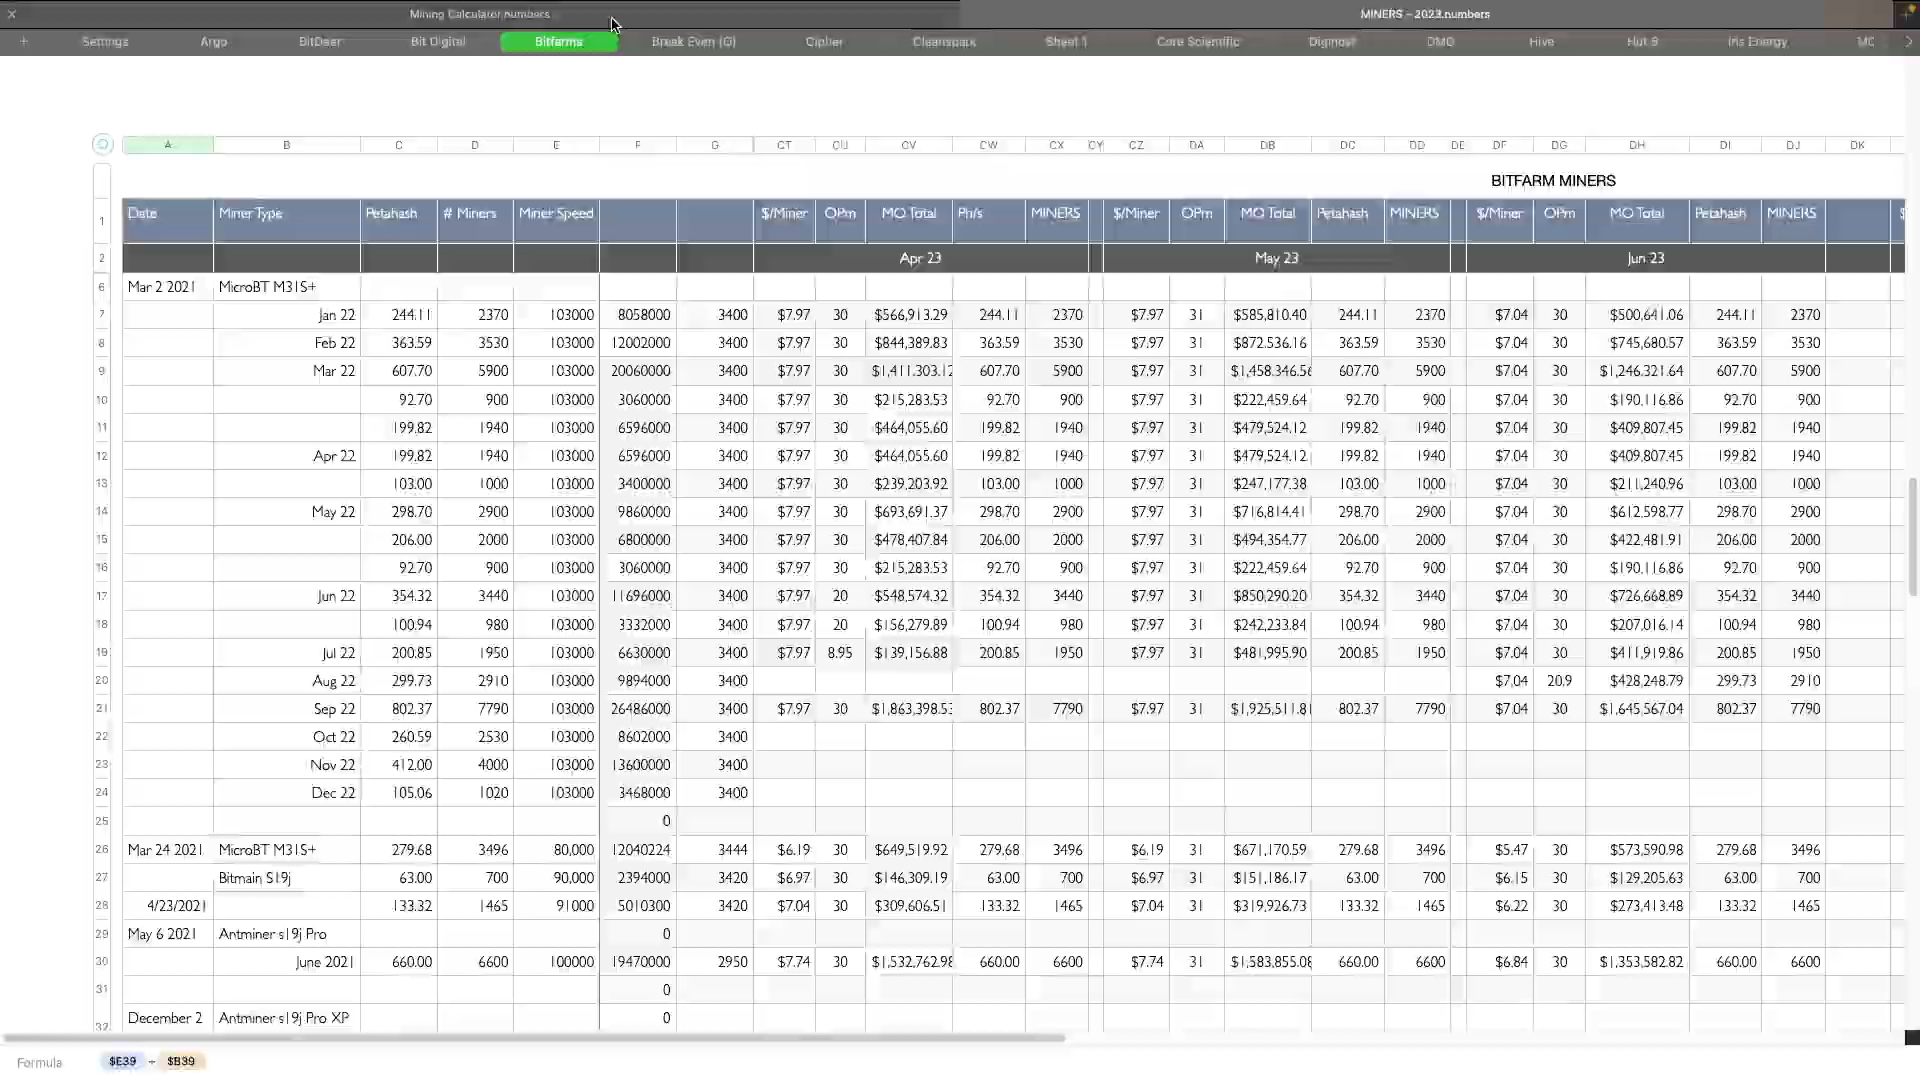 Mining Calculator.numbers MINERS – 2023.numbers
Settings Argo BitDeer Bit Digital Bitfarms Break Even (G) Cipher Cleanspark Sheet 1 Core Scientific Digihost DMG Hive Hut 8 Iris Energy
A B C D E F G CT CU CV CW CX CY CZ DA DB DC DD DE DF DG DH DI DJ DK
BITFARM MINERS
1 Date Miner Type Petahash # Miners Miner Speed $/Miner OPm MO Total Ph/s MINERS $/Miner OPm MO Total Petahash MINERS $/Miner OPm MO Total Petahash MINERS
2 Apr 23 May 23 Jun 23
6 Mar 2 2021 MicroBT M31S+
7 Jan 22 244.11 2370 103000 8058000 3400 $7.97 30 $566,913.29 244.11 2370 $7.97 31 $585,810.40 244.11 2370 $7.04 30 $500,641.06 244.11 2370
8 Feb 22 363.59 3530 103000 12002000 3400 $7.97 30 $844,389.83 363.59 3530 $7.97 31 $872,536.16 363.59 3530 $7.04 30 $745,680.57 363.59 3530
9 Mar 22 607.70 5900 103000 20060000 3400 $7.97 30 $1,411,303.12 607.70 5900 $7.97 31 $1,458,346.56 607.70 5900 $7.04 30 $1,246,321.64 607.70 5900
10 92.70 900 103000 3060000 3400 $7.97 30 $215,283.53 92.70 900 $7.97 31 $222,459.64 92.70 900 $7.04 30 $190,116.86 92.70 900
11 199.82 1940 103000 6596000 3400 $7.97 30 $464,055.60 199.82 1940 $7.97 31 $479,524.12 199.82 1940 $7.04 30 $409,807.45 199.82 1940
12 Apr 22 199.82 1940 103000 6596000 3400 $7.97 30 $464,055.60 199.82 1940 $7.97 31 $479,524.12 199.82 1940 $7.04 30 $409,807.45 199.82 1940
13 103.00 1000 103000 3400000 3400 $7.97 30 $239,203.92 103.00 1000 $7.97 31 $247,177.38 103.00 1000 $7.04 30 $211,240.96 103.00 1000
14 May 22 298.70 2900 103000 9860000 3400 $7.97 30 $693,691.37 298.70 2900 $7.97 31 $716,814.41 298.70 2900 $7.04 30 $612,598.77 298.70 2900
15 206.00 2000 103000 6800000 3400 $7.97 30 $478,407.84 206.00 2000 $7.97 31 $494,354.77 206.00 2000 $7.04 30 $422,481.91 206.00 2000
16 92.70 900 103000 3060000 3400 $7.97 30 $215,283.53 92.70 900 $7.97 31 $222,459.64 92.70 900 $7.04 30 $190,116.86 92.70 900
17 Jun 22 354.32 3440 103000 11696000 3400 $7.97 20 $548,574.32 354.32 3440 $7.97 31 $850,290.20 354.32 3440 $7.04 30 $726,668.89 354.32 3440
18 100.94 980 103000 3332000 3400 $7.97 20 $156,279.89 100.94 980 $7.97 31 $242,233.84 100.94 980 $7.04 30 $207,016.14 100.94 980
19 Jul 22 200.85 1950 103000 6630000 3400 $7.97 8.95 $139,156.88 200.85 1950 $7.97 31 $481,995.90 200.85 1950 $7.04 30 $411,919.86 200.85 1950
20 Aug 22 299.73 2910 103000 9894000 3400 $7.04 20.9 $428,248.79 299.73 2910
21 Sep 22 802.37 7790 103000 26486000 3400 $7.97 30 $1,863,398.53 802.37 7790 $7.97 31 $1,925,511.81 802.37 7790 $7.04 30 $1,645,567.04 802.37 7790
22 Oct 22 260.59 2530 103000 8602000 3400
23 Nov 22 412.00 4000 103000 13600000 3400
24 Dec 22 105.06 1020 103000 3468000 3400
25 0
26 Mar 24 2021 MicroBT M31S+ 279.68 3496 80,000 12040224 3444 $6.19 30 $649,519.92 279.68 3496 $6.19 31 $671,170.59 279.68 3496 $5.47 30 $573,590.98 279.68 3496
27 Bitmain S19j 63.00 700 90,000 2394000 3420 $6.97 30 $146,309.19 63.00 700 $6.97 31 $151,186.17 63.00 700 $6.15 30 $129,205.63 63.00 700
28 4/23/2021 133.32 1465 91000 5010300 3420 $7.04 30 $309,606.51 133.32 1465 $7.04 31 $319,926.73 133.32 1465 $6.22 30 $273,413.48 133.32 1465
29 May 6 2021 Antminer s19j Pro 0
30 June 2021 660.00 6600 100000 19470000 2950 $7.74 30 $1,532,762.98 660.00 6600 $7.74 31 $1,583,855.08 660.00 6600 $6.84 30 $1,353,582.82 660.00 6600
31 0
32 December 2 Antminer s19j Pro XP 0
Formula $E39 ÷ $B39